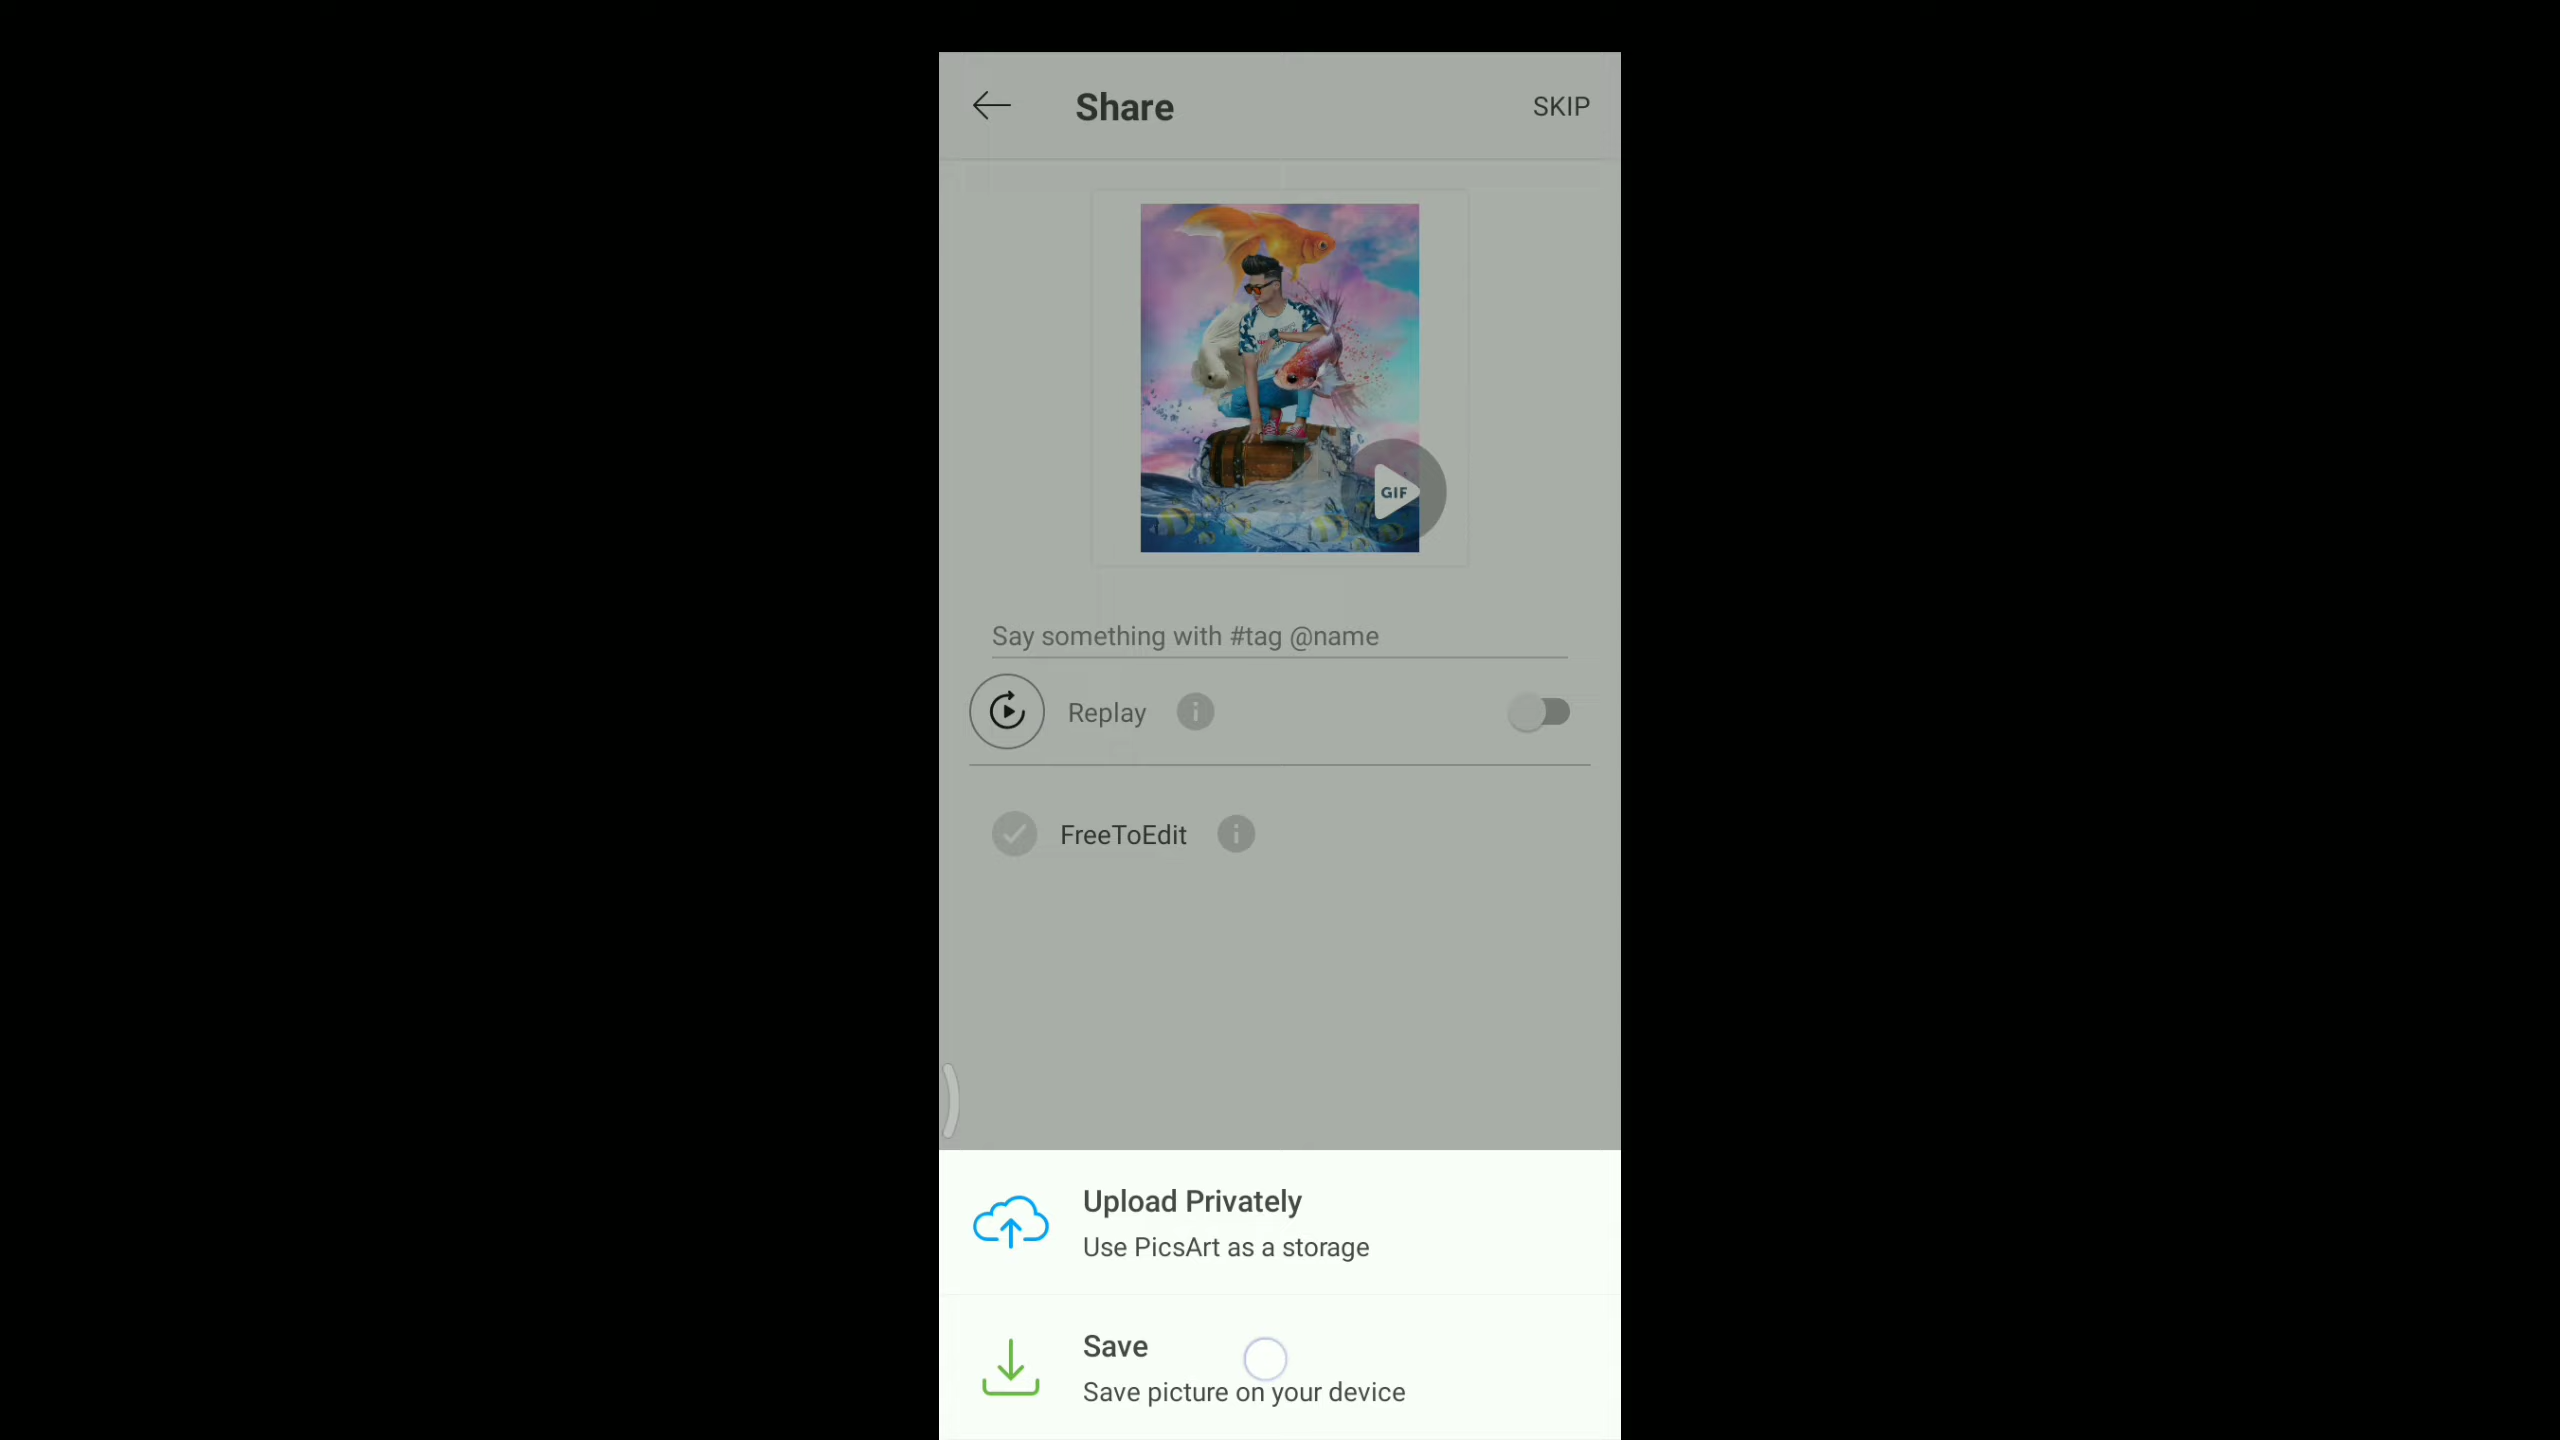 Share
SKIP
GIF
Say something with #tag @name
Replay
FreeToEdit
Upload Privately
Use PicsArt as a storage
Save
Save picture on your device